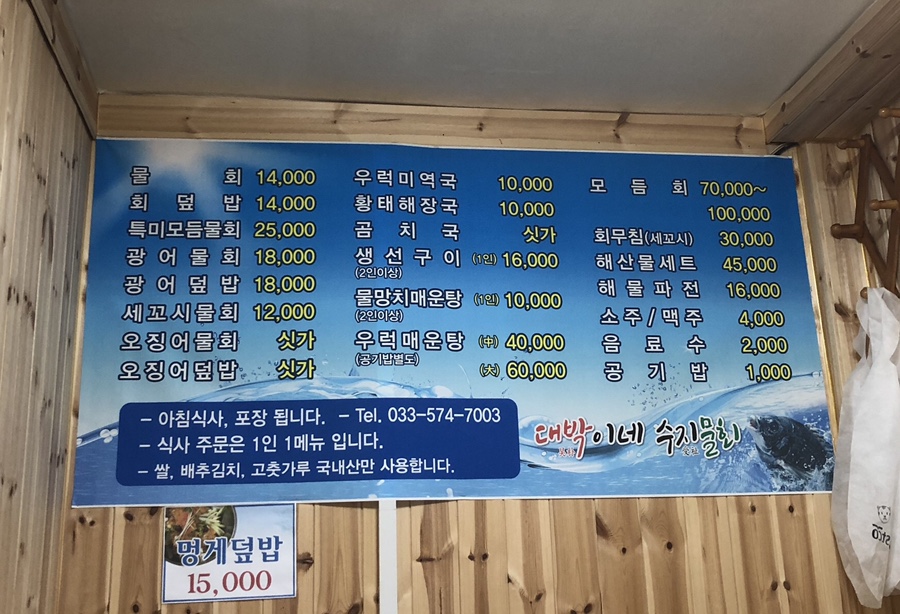 물 회 14,000
회 덮 밥 14,000
특미모듬물회 25,000
광 어 물 회 18,000
광 어 덮 밥 18,000
세꼬시물회 12,000
오징어물회 싯가
오징어덮밥 싯가
우럭미역국 10,000
황태해장국 10,000
곰 치 국 싯가
생 선 구 이 (1인) 16,000
(2인이상)
물망치매운탕 (1인) 10,000
(2인이상)
우럭매운탕 (中) 40,000
(공기밥별도)
(大) 60,000
모 듬 회 70,000~
100,000
회무침(세꼬시) 30,000
해산물세트 45,000
해 물 파 전 16,000
소주/맥주 4,000
음 료 수 2,000
공 기 밥 1,000
- 아침식사, 포장 됩니다. - Tel. 033-574-7003
- 식사 주문은 1인 1메뉴 입니다.
- 쌀, 배추김치, 고춧가루 국내산만 사용합니다.
대박이네 수지물회
멍게덮밥
15,000